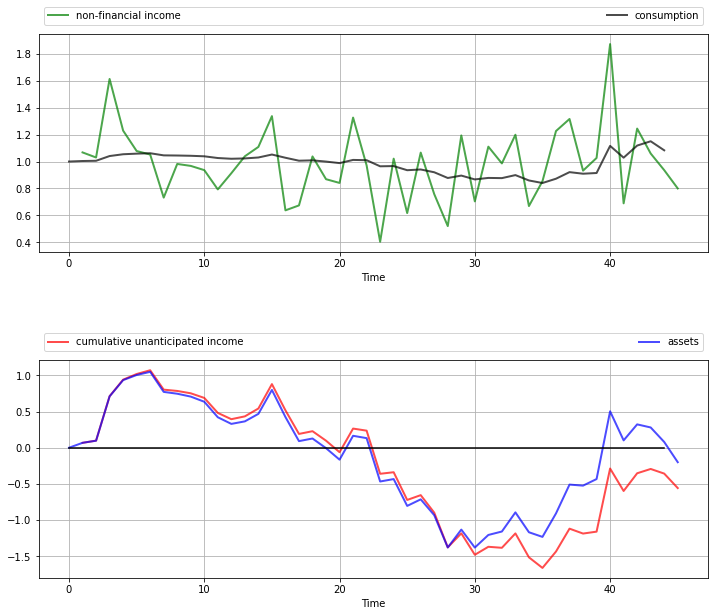 non-financial income consumption
1.8
1.6
1.4
1.2
1.0
0.8
0.6
0.4
0 10 20 30 40
Time
cumulative unanticipated income assets
1.0
0.5
0.0
−0.5
−1.0
−1.5
0 10 20 30 40
Time